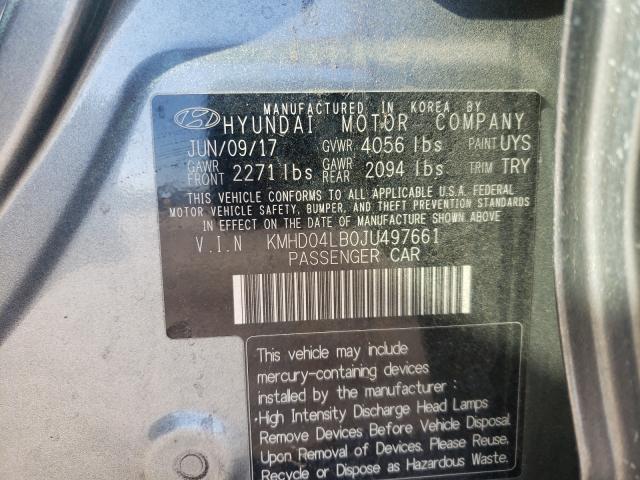 MANUFACTURED IN KOREA BY
HYUNDAI MOTOR COMPANY
JUN/09/17 GVWR 4056 lbs PAINT UYS
GAWR FRONT 2271 lbs GAWR REAR 2094 lbs TRIM TRY
THIS VEHICLE CONFORMS TO ALL APPLICABLE U.S.A. FEDERAL
MOTOR VEHICLE SAFETY, BUMPER, AND THEFT PREVENTION STANDARDS
IN EFFECT ON THE DATE OF MANUFACTURE SHOWN ABOVE
V.I.N KMHD04LB0JU497661
PASSENGER CAR
This vehicle may include
mercury-containing devices
installed by the manufacturer :
·High Intensity Discharge Head Lamps
Remove Devices Before Vehicle Disposal.
Upon Removal of Devices, Please Reuse,
Recycle or Dispose as Hazardous Waste.